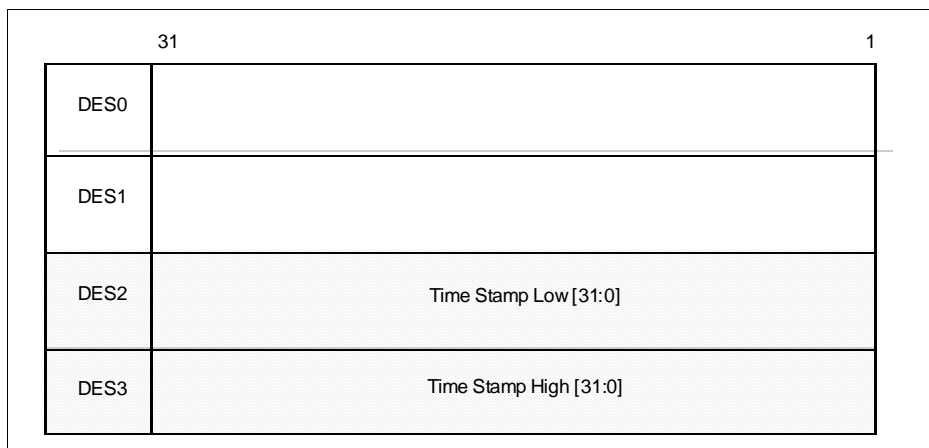 31 1
DES0
DES1
DES2 Time Stamp Low [31:0]
DES3 Time Stamp High [31:0]